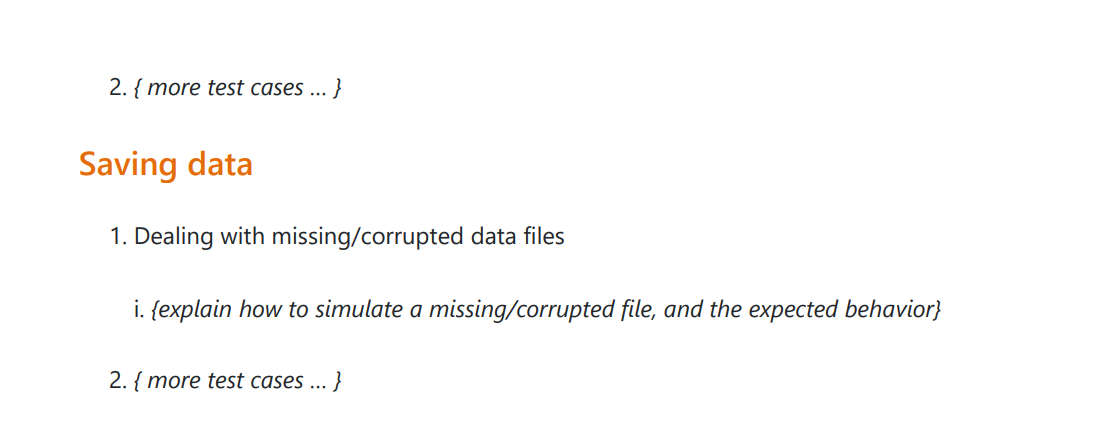 2. { more test cases … }
Saving data
1. Dealing with missing/corrupted data files
i. {explain how to simulate a missing/corrupted file, and the expected behavior}
2. { more test cases … }